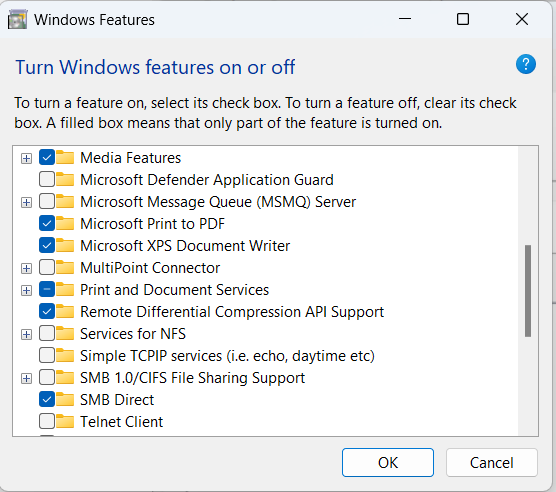 Windows Features
Turn Windows features on or off
To turn a feature on, select its check box. To turn a feature off, clear its check
box. A filled box means that only part of the feature is turned on.
Media Features
Microsoft Defender Application Guard
Microsoft Message Queue (MSMQ) Server
Microsoft Print to PDF
Microsoft XPS Document Writer
MultiPoint Connector
Print and Document Services
Remote Differential Compression API Support
Services for NFS
Simple TCPIP services (i.e. echo, daytime etc)
SMB 1.0/CIFS File Sharing Support
SMB Direct
Telnet Client
OK
Cancel